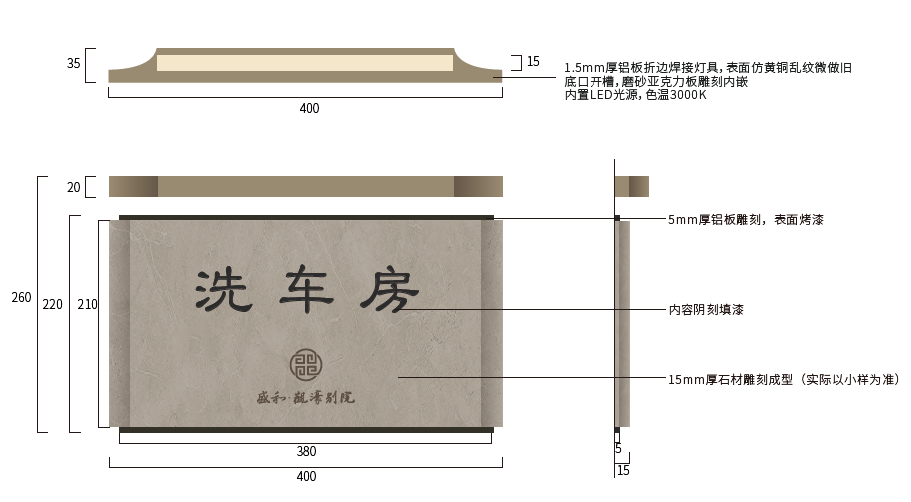 35
15
1.5mm厚铝板折边焊接灯具，表面仿黄铜乱纹微做旧
底口开槽，磨砂亚克力板雕刻内嵌
内置LED光源，色温3000K
400
20
5mm厚铝板雕刻，表面烤漆
260
220
210
洗车房
内容阴刻填漆
15mm厚石材雕刻成型（实际以小样为准）
盛和·觀濠别院
380
5
15
400